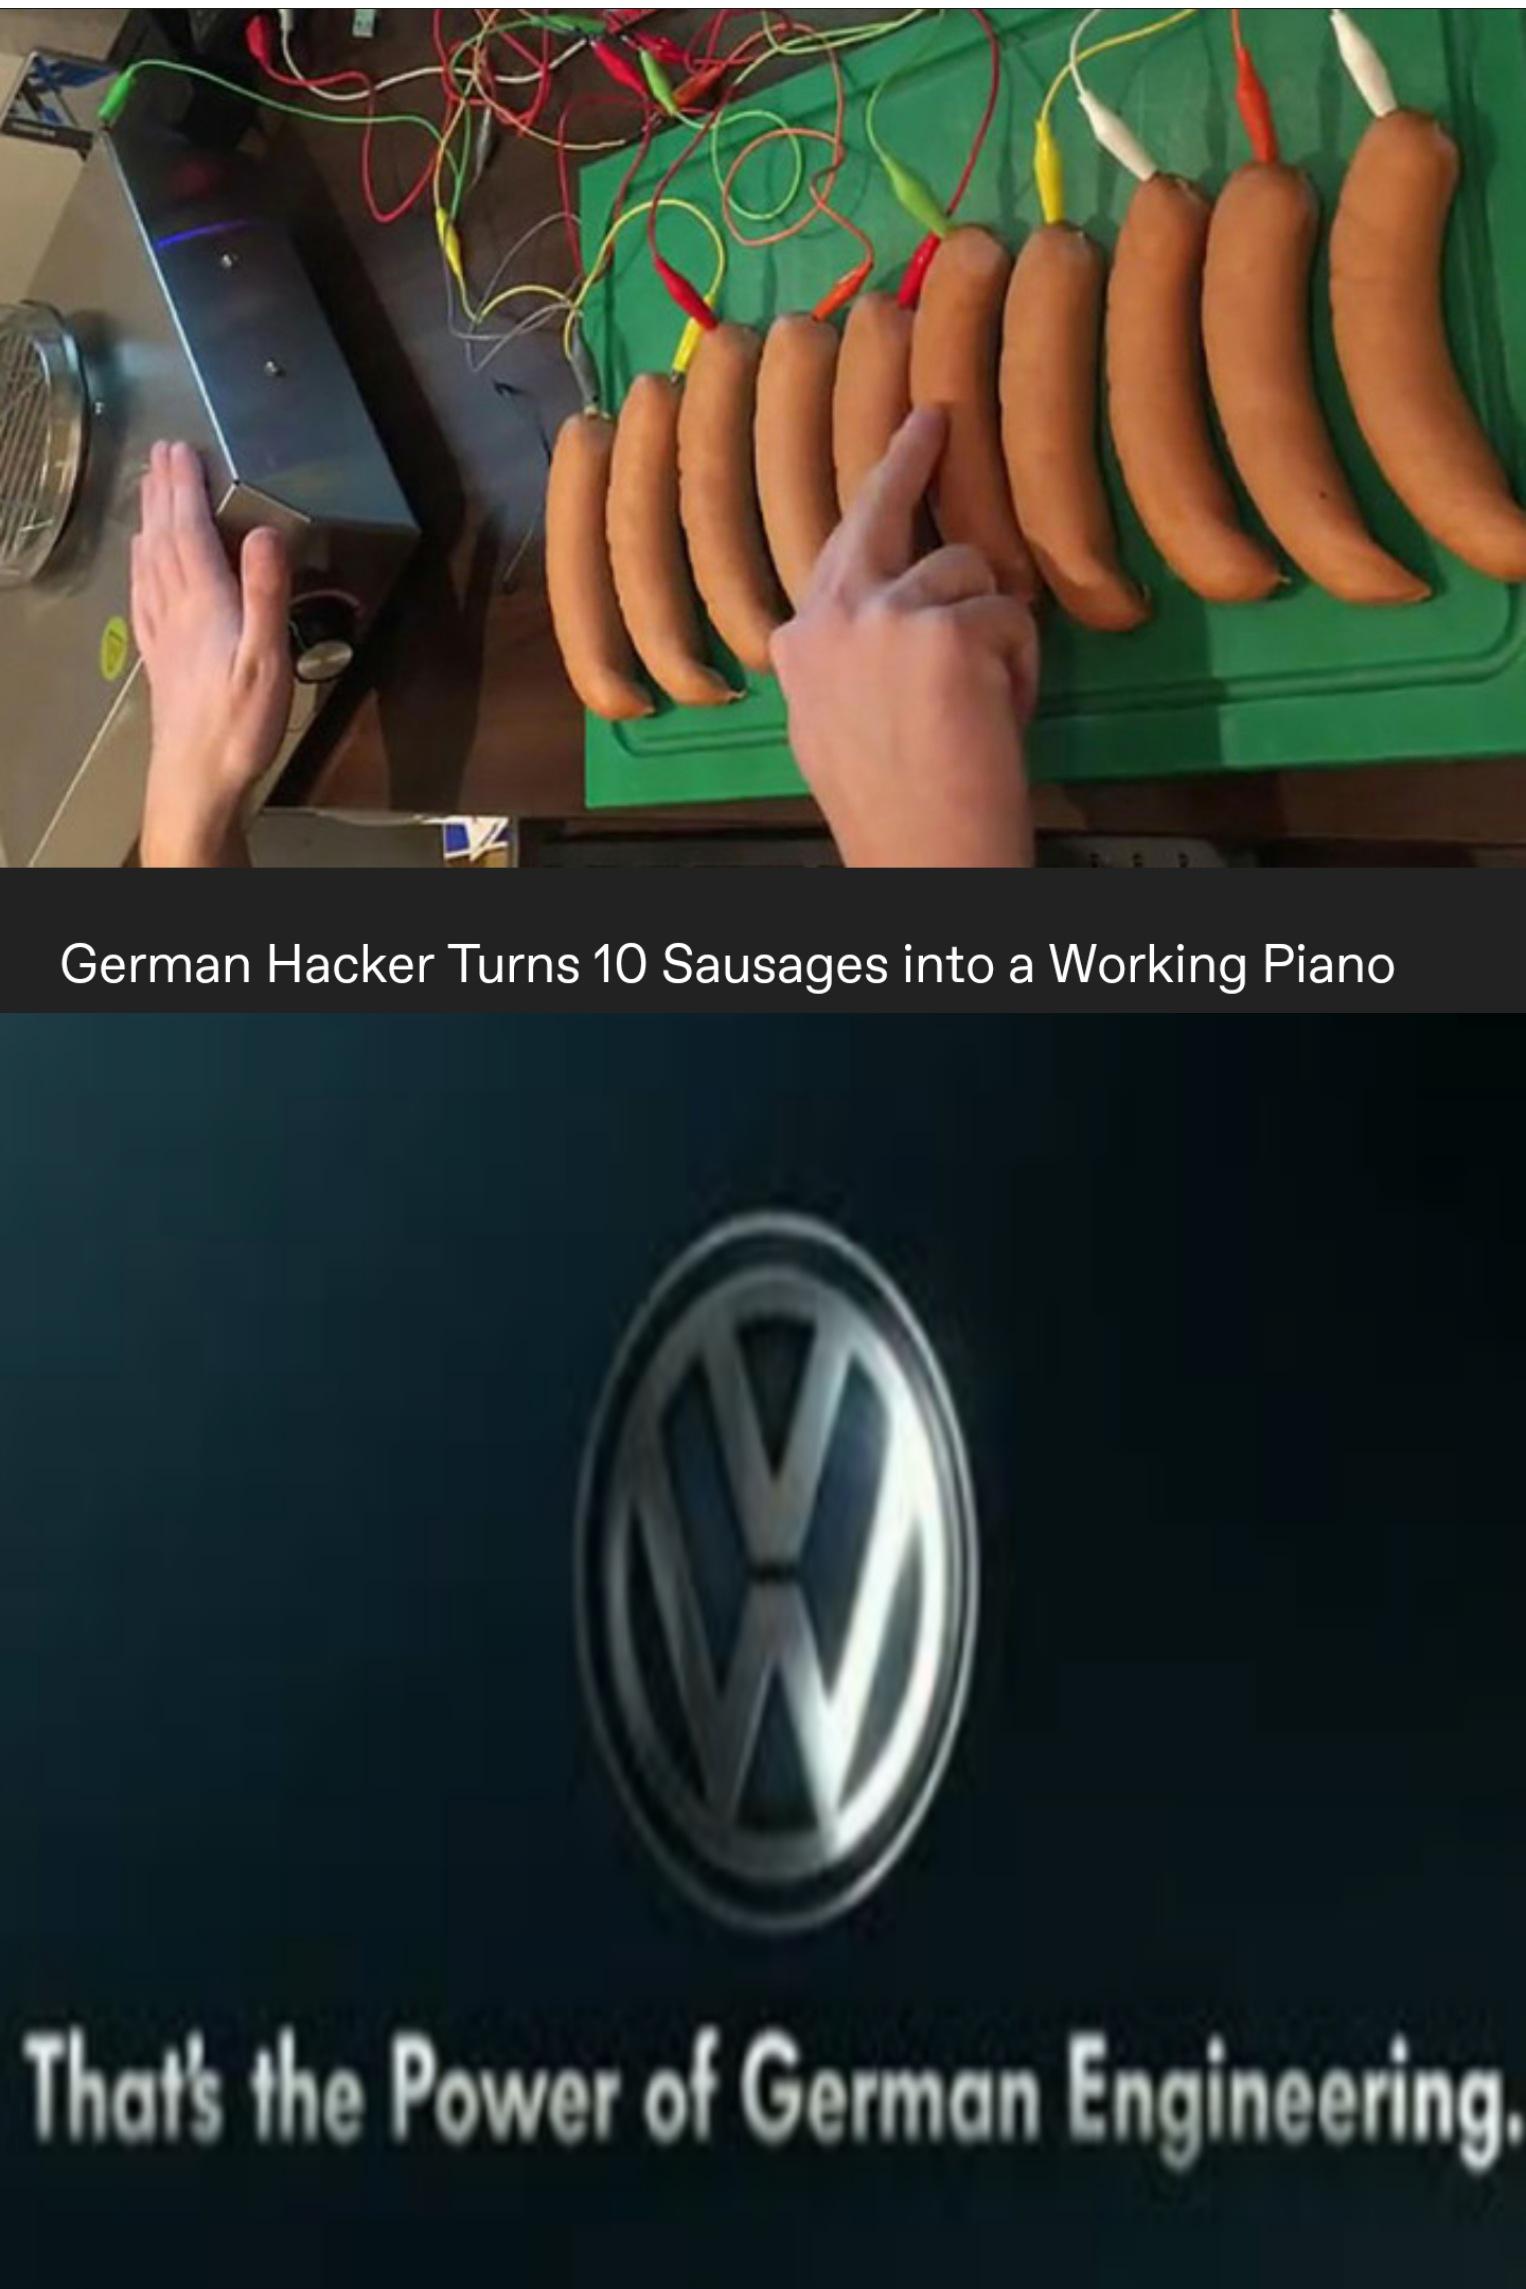 German Hacker Turns 10 Sausages into a Working Piano
That's the Power of German Engineering.